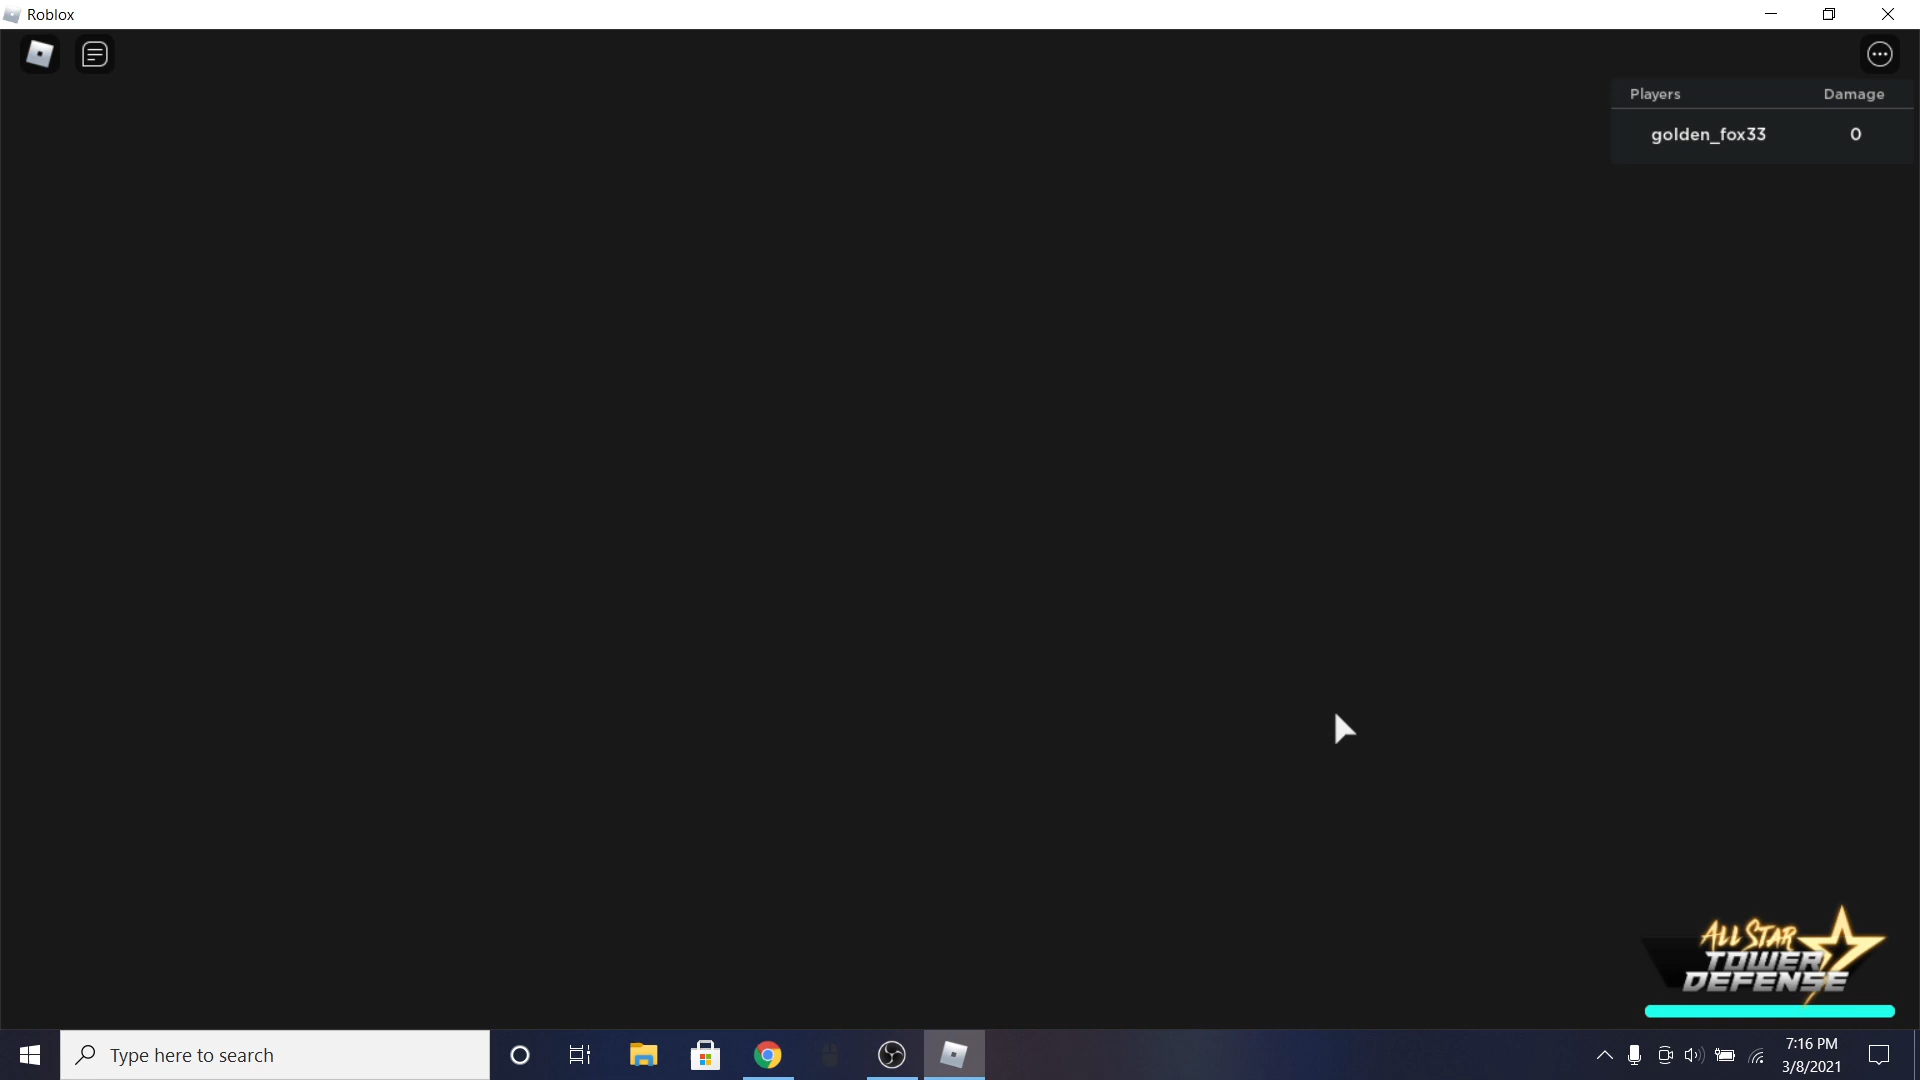 Roblox
Players Damage
golden_fox33 0
ALL STAR
TOWER
DEFENSE
Type here to search
7:16 PM
3/8/2021